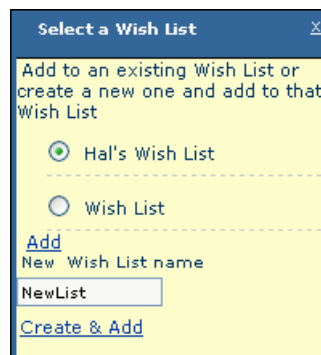 Select a Wish List X
Add to an existing Wish List or
create a new one and add to that
Wish List
Hal's Wish List
Wish List
Add
New Wish List name
NewList
Create & Add